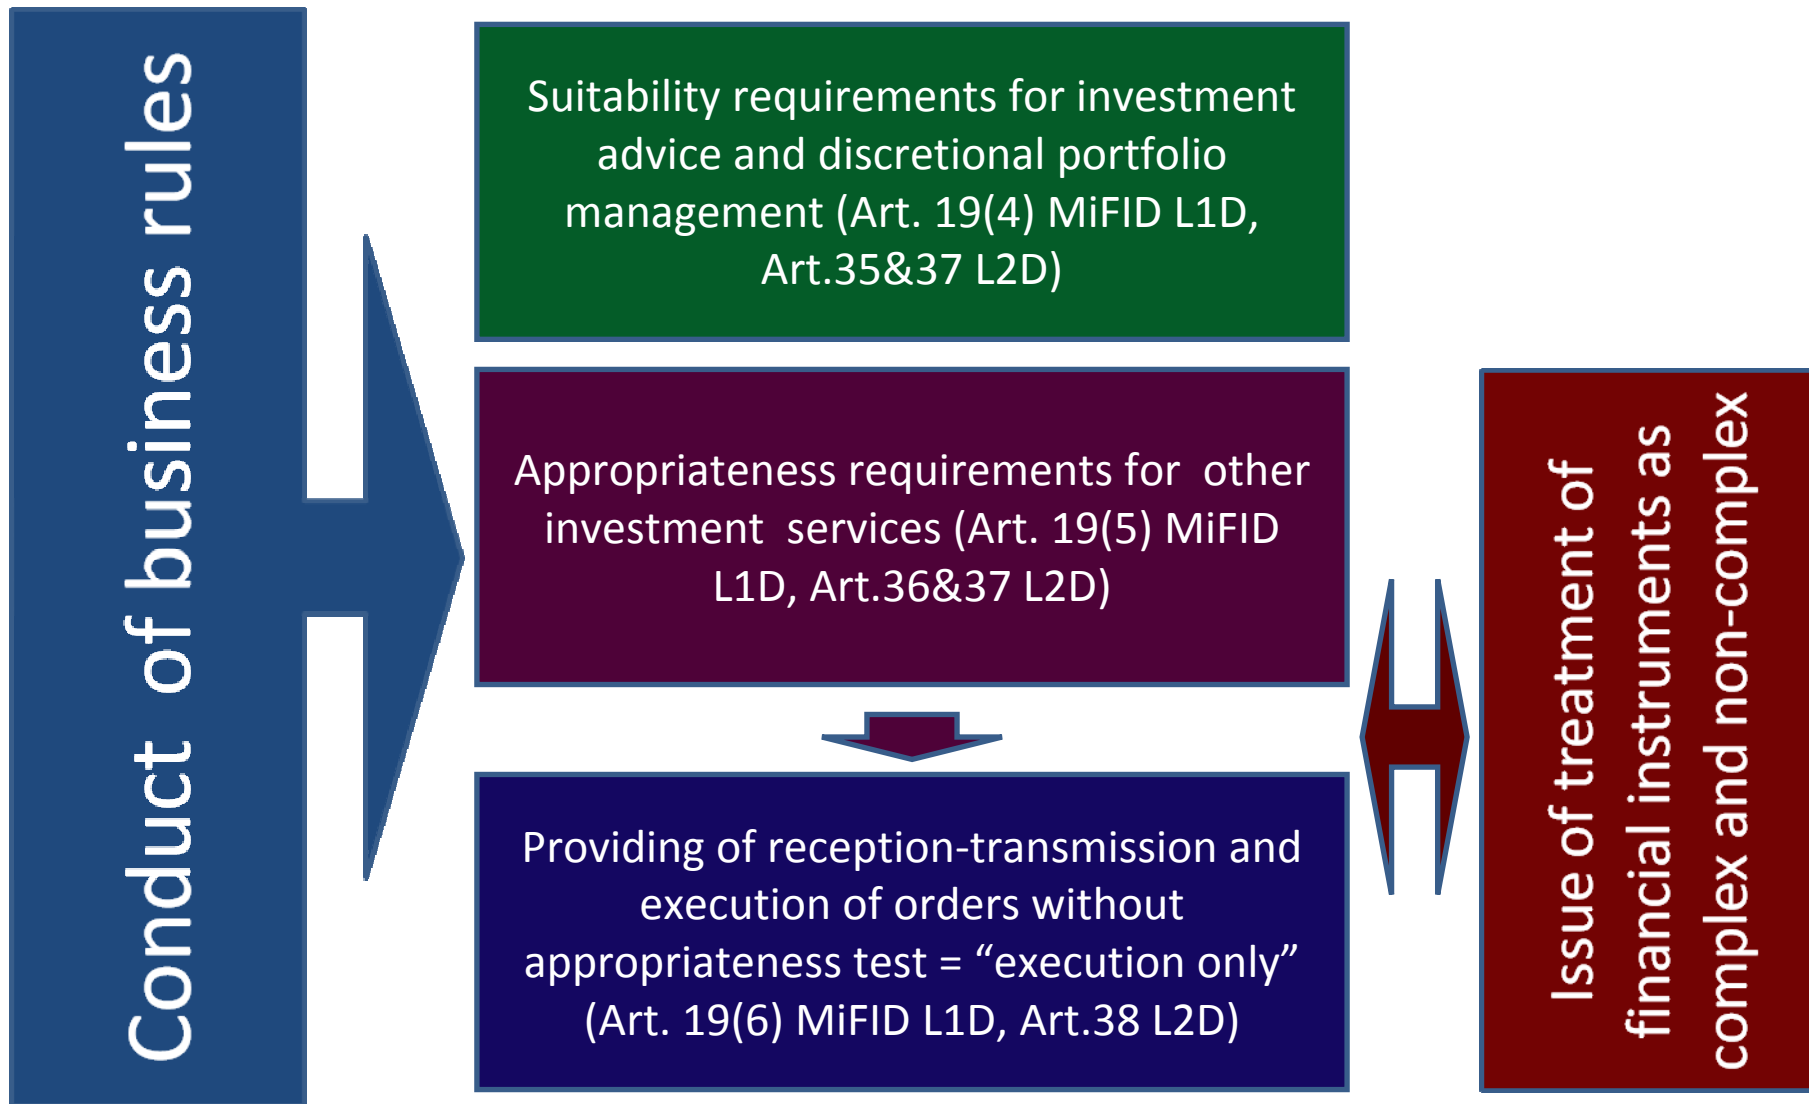 Conduct of business rules
Suitability requirements for investment
advice and discretional portfolio
management (Art. 19(4) MiFID L1D,
Art.35&37 L2D)
Appropriateness requirements for other
investment services (Art. 19(5) MiFID
L1D, Art.36&37 L2D)
Providing of reception-transmission and
execution of orders without
appropriateness test = “execution only”
(Art. 19(6) MiFID L1D, Art.38 L2D)
Issue of treatment of
financial instruments as
complex and non-complex